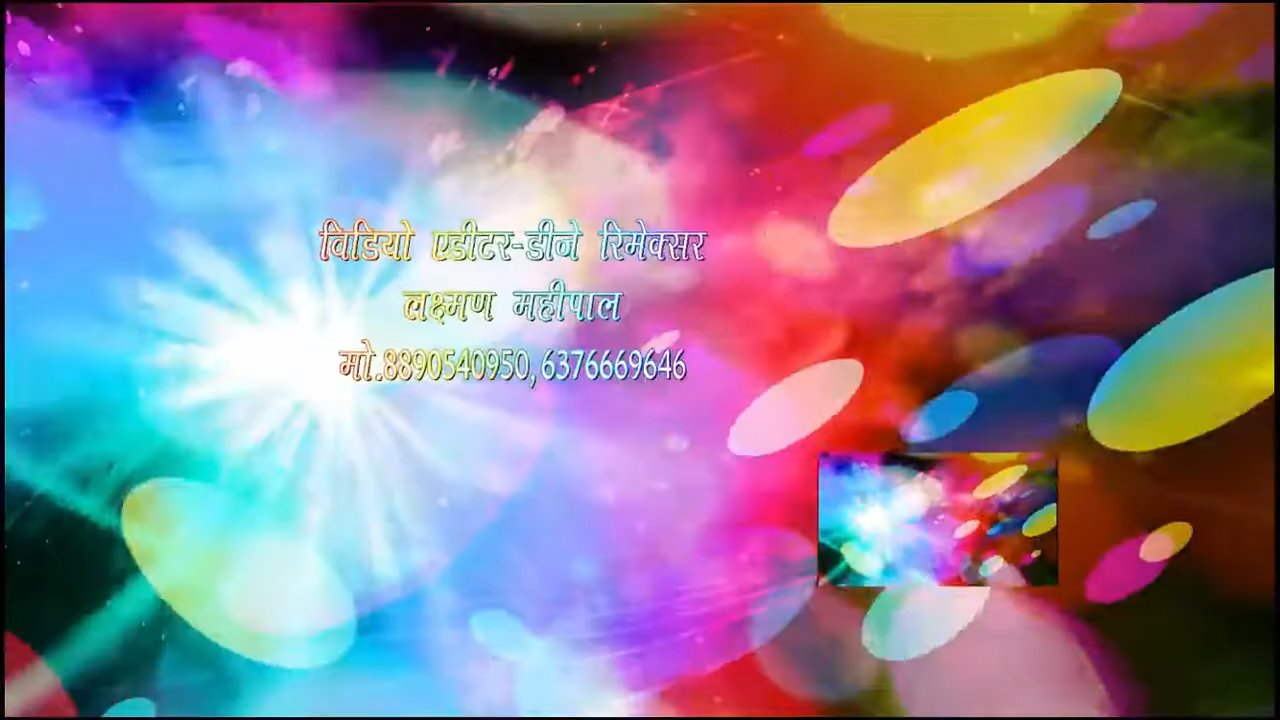 विडियो एडीटर-डीने रिमेक्सर
लक्ष्मण महीपाल
मो.8890540950,6376669646